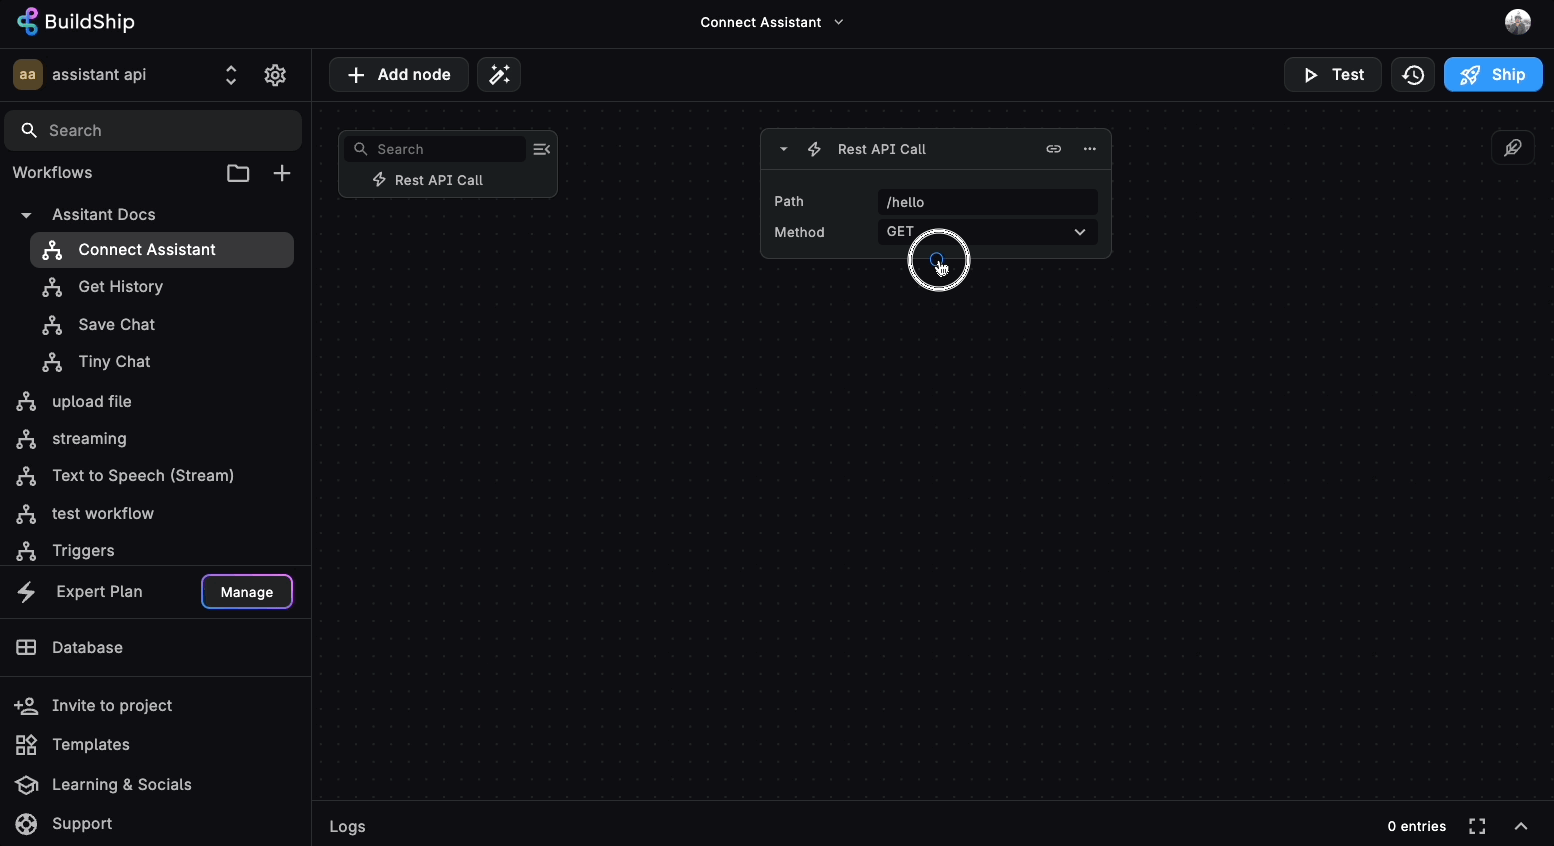 BuildShip
Connect Assistant
aa
assistant api
Add node
Test
Ship
Search
Workflows
Assitant Docs
Connect Assistant
Get History
Save Chat
Tiny Chat
upload file
streaming
Text to Speech (Stream)
test workflow
Triggers
Expert Plan
Manage
Database
Invite to project
Templates
Learning & Socials
Support
Search
Rest API Call
Rest API Call
Path
/hello
Method
GET
Logs
0 entries